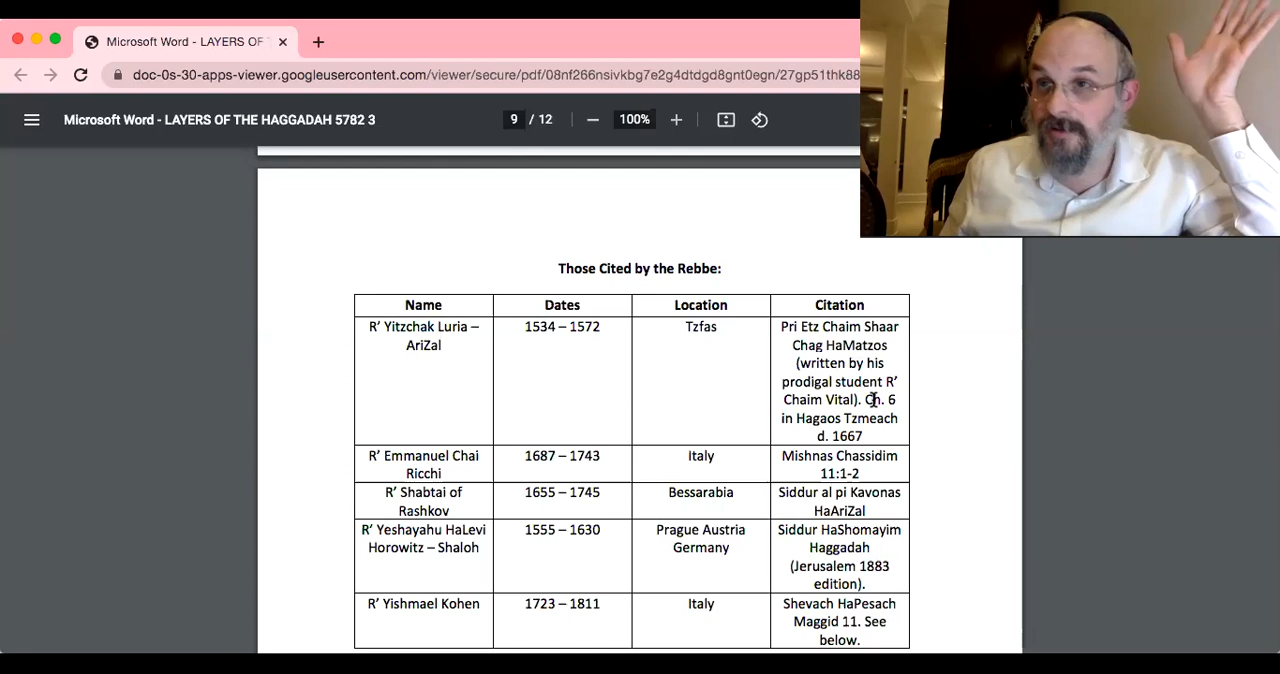 Microsoft Word - LAYERS OF T
doc-0s-30-apps-viewer.googleusercontent.com/viewer/secure/pdf/08nf266nsivkbg7e2g4dtdgd8gnt0egn/27gp51thk88
Microsoft Word - LAYERS OF THE HAGGADAH 5782 3
9 / 12
100%
Those Cited by the Rebbe:
Name Dates Location Citation
R' Yitzchak Luria – 1534 – 1572 Tzfas Pri Etz Chaim Shaar
AriZal Chag HaMatzos
(written by his
prodigal student R'
Chaim Vital). Ch. 6
in Hagaos Tzmeach
d. 1667
R' Emmanuel Chai 1687 – 1743 Italy Mishnas Chassidim
Ricchi 11:1-2
R' Shabtai of 1655 – 1745 Bessarabia Siddur al pi Kavonas
Rashkov HaAriZal
R' Yeshayahu HaLevi 1555 – 1630 Prague Austria Siddur HaShomayim
Horowitz – Shaloh Germany Haggadah
(Jerusalem 1883
edition).
R' Yishmael Kohen 1723 – 1811 Italy Shevach HaPesach
Maggid 11. See
below.